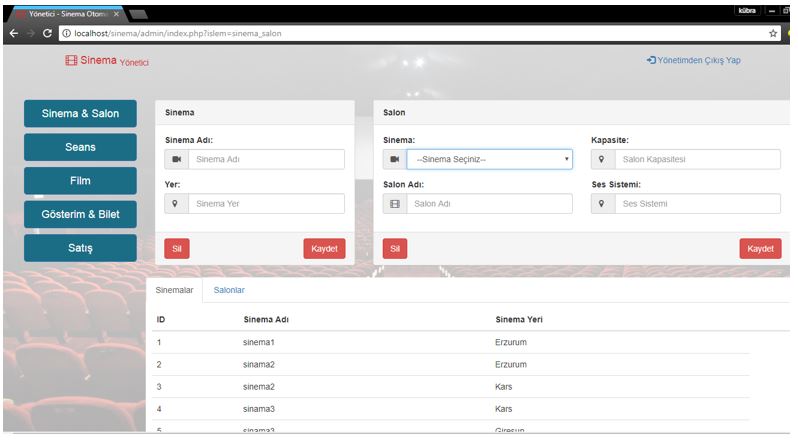 Yönetici - Sinema Otoma
kübra
localhost/sinema/admin/index.php?islem=sinema_salon
Sinema Yönetici
Yönetimden Çıkış Yap
Sinema & Salon
Seans
Film
Gösterim & Bilet
Satış
Sinema
Sinema Adı:
Sinema Adı
Yer:
Sinema Yer
Sil
Kaydet
Salon
Sinema:
--Sinema Seçiniz--
Kapasite:
Salon Kapasitesi
Salon Adı:
Salon Adı
Ses Sistemi:
Ses Sistemi
Sil
Kaydet
Sinemalar
Salonlar
ID Sinema Adı Sinema Yeri
1 sinema1 Erzurum
2 sinama2 Erzurum
3 sinema2 Kars
4 sinama3 Kars
5 sinama3 Giresun